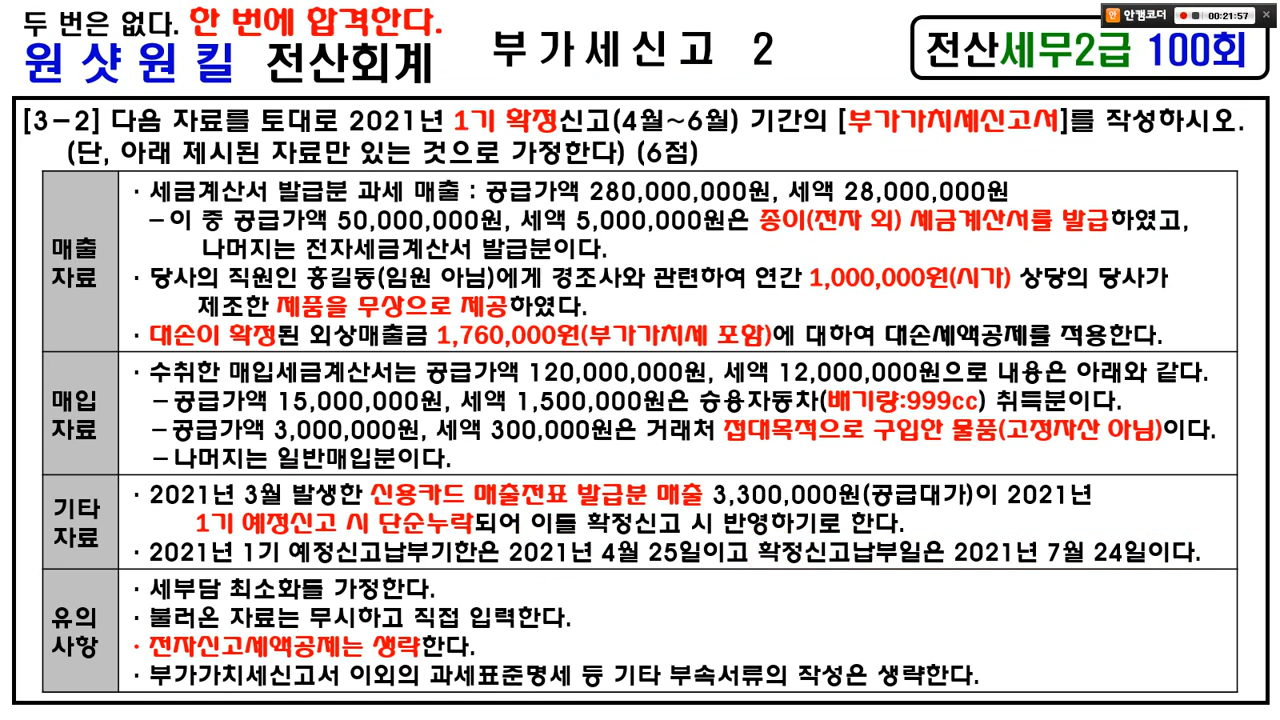 두 번은 없다. 한 번에 합격한다.
원 샷 원 킬 전산회계
부 가 세 신 고 2
안캠코더 00:21:57
전산세무2급 100회
[3-2] 다음 자료를 토대로 2021년 1기 확정신고(4월~6월) 기간의 [부가가치세신고서]를 작성하시오.
(단, 아래 제시된 자료만 있는 것으로 가정한다) (6점)
매출
자료
· 세금계산서 발급분 과세 매출 : 공급가액 280,000,000원, 세액 28,000,000원
-이 중 공급가액 50,000,000원, 세액 5,000,000원은 종이(전자 외) 세금계산서를 발급하였고,
나머지는 전자세금계산서 발급분이다.
· 당사의 직원인 홍길동(임원 아님)에게 경조사와 관련하여 연간 1,000,000원(시가) 상당의 당사가
제조한 제품을 무상으로 제공하였다.
· 대손이 확정된 외상매출금 1,760,000원(부가가치세 포함)에 대하여 대손세액공제를 적용한다.
매입
자료
· 수취한 매입세금계산서는 공급가액 120,000,000원, 세액 12,000,000원으로 내용은 아래와 같다.
-공급가액 15,000,000원, 세액 1,500,000원은 승용자동차(배기량:999cc) 취득분이다.
-공급가액 3,000,000원, 세액 300,000원은 거래처 접대목적으로 구입한 물품(고정자산 아님)이다.
-나머지는 일반매입분이다.
기타
자료
· 2021년 3월 발생한 신용카드 매출전표 발급분 매출 3,300,000원(공급대가)이 2021년
1기 예정신고 시 단순누락되어 이를 확정신고 시 반영하기로 한다.
· 2021년 1기 예정신고납부기한은 2021년 4월 25일이고 확정신고납부일은 2021년 7월 24일이다.
유의
사항
· 세부담 최소화를 가정한다.
· 불러온 자료는 무시하고 직접 입력한다.
· 전자신고세액공제는 생략한다.
· 부가가치세신고서 이외의 과세표준명세 등 기타 부속서류의 작성은 생략한다.